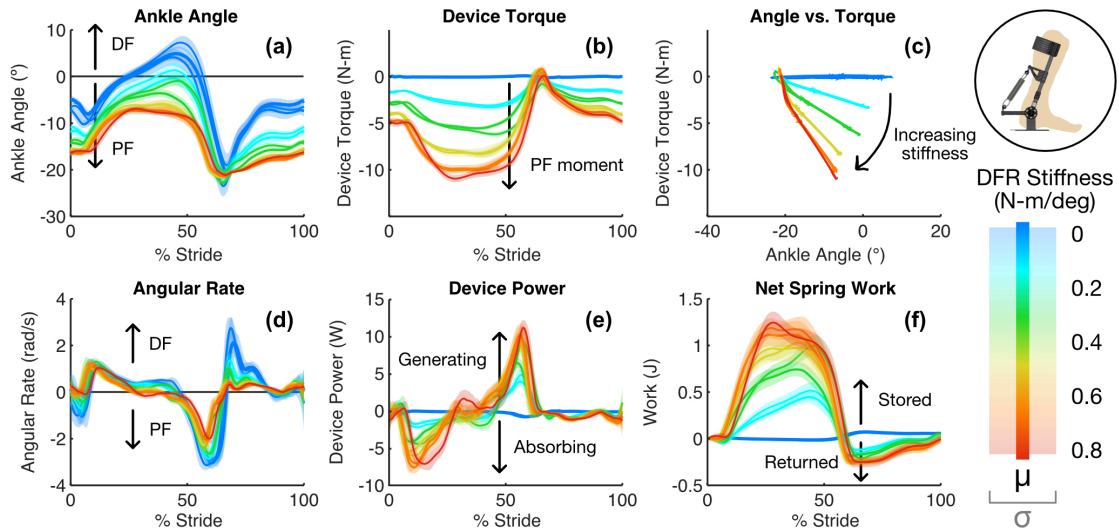 Ankle Angle
(a)
DF
PF
Ankle Angle (°)
10
0
-10
-20
-30
0
50
100
% Stride
Device Torque
(b)
Device Torque (N-m)
0
-5
-10
PF moment
0
50
100
% Stride
Angle vs. Torque
(c)
Device Torque (N-m)
0
-5
-10
Increasing
stiffness
-40
-20
0
20
Ankle Angle (°)
DFR Stiffness
(N-m/deg)
0
0.2
0.4
0.6
0.8
μ
σ
Angular Rate
(d)
DF
PF
Angular Rate (rad/s)
4
2
0
-2
-4
0
50
100
% Stride
Device Power
(e)
Generating
Absorbing
Device Power (W)
15
10
5
0
-5
-10
0
50
100
% Stride
Net Spring Work
(f)
Stored
Returned
Work (J)
1.5
1
0.5
0
-0.5
0
50
100
% Stride